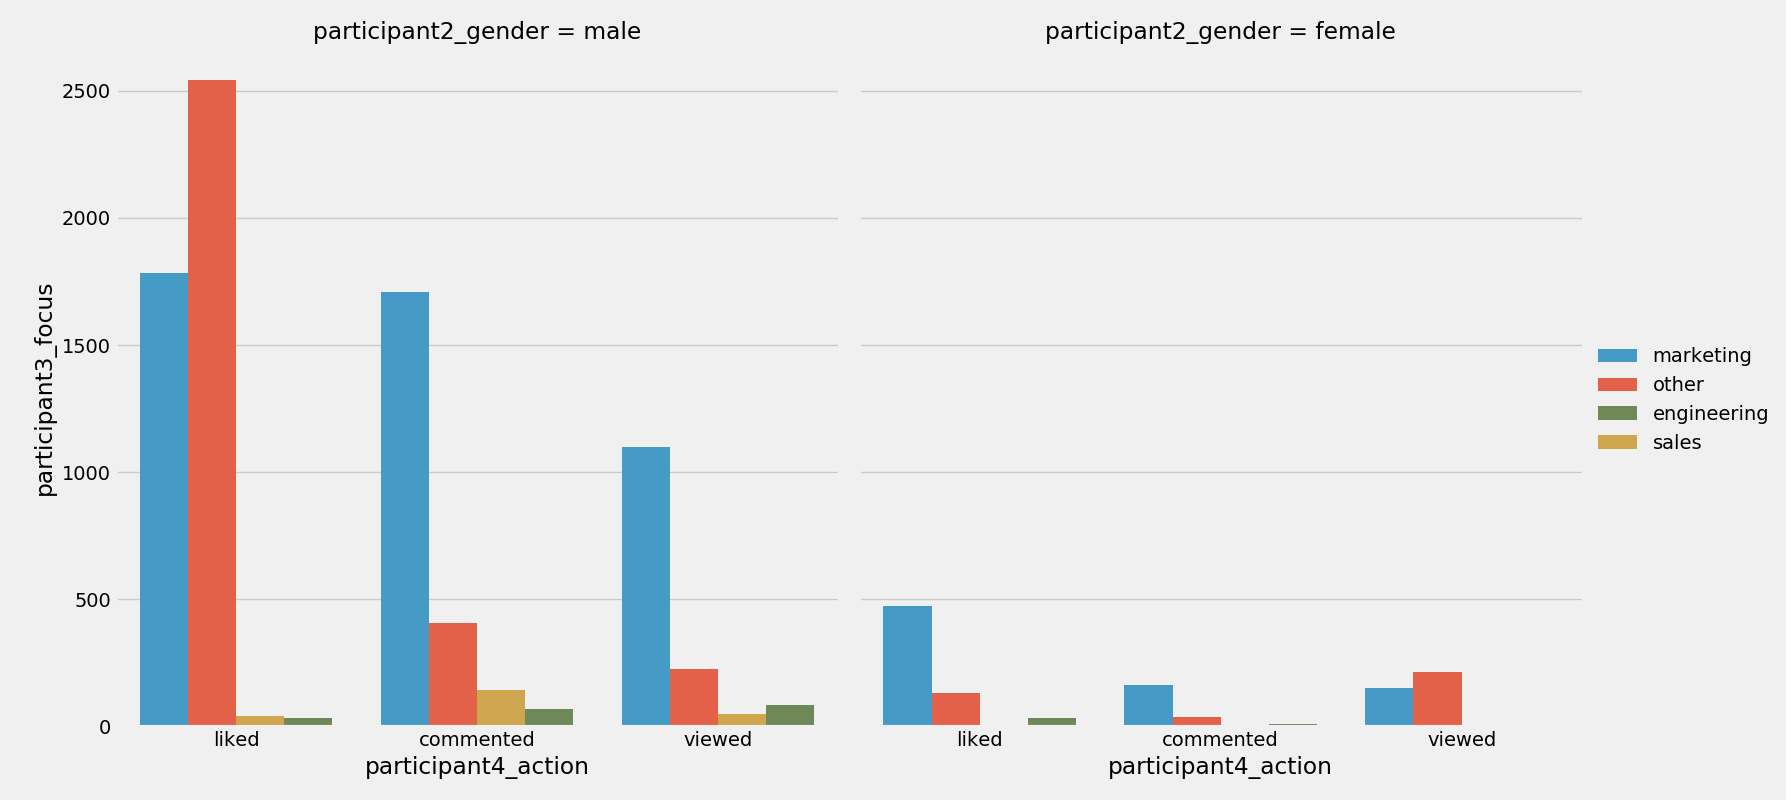 participant2_gender = male
participant2_gender = female
2500
2000
1500
1000
500
0
participant3_focus
liked
commented
viewed
participant4_action
liked
commented
viewed
participant4_action
marketing
other
engineering
sales